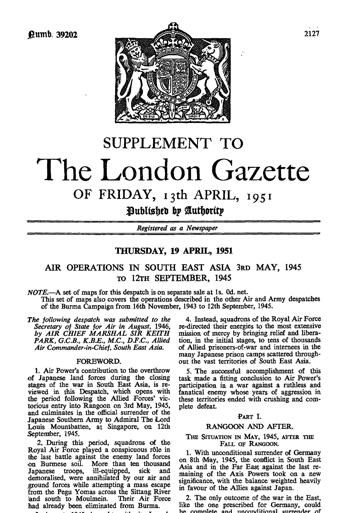 Numb. 39202
2127
SUPPLEMENT TO
The London Gazette
OF FRIDAY, 13th APRIL, 1951
Published by Authority
Registered as a Newspaper
THURSDAY, 19 APRIL, 1951
AIR OPERATIONS IN SOUTH EAST ASIA 3RD MAY, 1945
TO 12TH SEPTEMBER, 1945
NOTE.—A set of maps for this despatch is on separate sale at 1s. 0d. net.
This set of maps also covers the operations described in the other Air and Army despatches
of the Burma Campaign from 16th November, 1943 to 12th September, 1945.
The following despatch was submitted to the
Secretary of State for Air in August, 1946,
by AIR CHIEF MARSHAL SIR KEITH
PARK, G.C.B., K.B.E., M.C., D.F.C., Allied
Air Commander-in-Chief, South East Asia.
FOREWORD.
1. Air Power's contribution to the overthrow
of Japanese land forces during the closing
stages of the war in South East Asia, is re-
viewed in this Despatch, which opens with
the period following the Allied Forces' vic-
torious entry into Rangoon on 3rd May, 1945,
and culminates in the official surrender of the
Japanese Southern Army to Admiral The Lord
Louis Mountbatten, at Singapore, on 12th
September, 1945.
2. During this period, squadrons of the
Royal Air Force played a conspicuous rôle in
the last battle against the enemy land forces
on Burmese soil. More than ten thousand
Japanese troops, ill-equipped, sick and
demoralised, were annihilated by our air and
ground forces while attempting a mass escape
from the Pegu Yomas across the Sittang River
and south to Moulmein. Their Air Force
had already been eliminated from Burma.
4. Instead, squadrons of the Royal Air Force
re-directed their energies to the most extensive
mission of mercy by bringing relief and libera-
tion, in the initial stages, to tens of thousands
of Allied prisoners-of-war and internees in the
many Japanese prison camps scattered through-
out the vast territories of South East Asia.
5. The successful accomplishment of this
task made a fitting conclusion to Air Power's
participation in a war against a ruthless and
fanatical enemy whose years of aggression in
these territories ended with crushing and com-
plete defeat.
PART I.
RANGOON AND AFTER.
THE SITUATION IN MAY, 1945, AFTER THE
FALL OF RANGOON.
1. With unconditional surrender of Germany
on 8th May, 1945, the conflict in South East
Asia and in the Far East against the last re-
maining of the Axis Powers took on a new
significance, with the balance weighted heavily
in favour of the Allies against Japan.
2. The only outcome of the war in the East,
like the one prescribed for Germany, could
be complete and unconditional surrender of